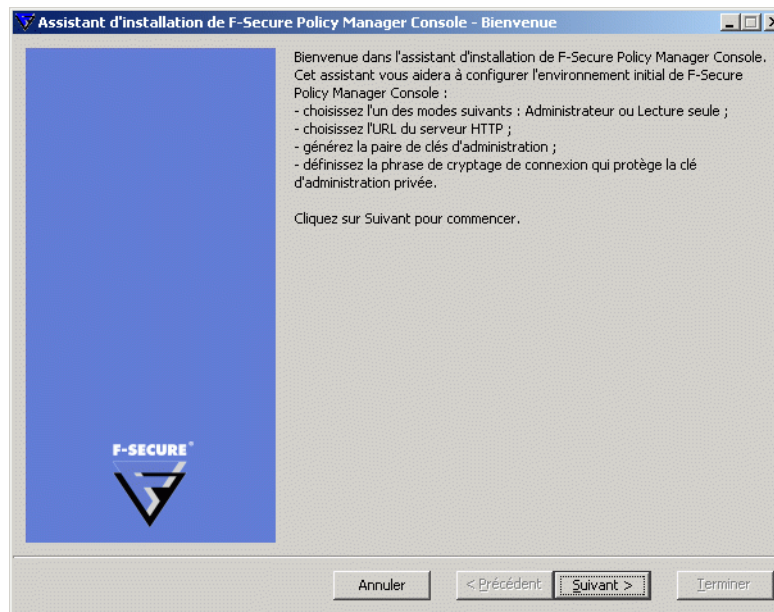 Assistant d'installation de F-Secure Policy Manager Console - Bienvenue
Bienvenue dans l'assistant d'installation de F-Secure Policy Manager Console.
Cet assistant vous aidera à configurer l'environnement initial de F-Secure
Policy Manager Console :
- choisissez l'un des modes suivants : Administrateur ou Lecture seule ;
- choisissez l'URL du serveur HTTP ;
- générez la paire de clés d'administration ;
- définissez la phrase de cryptage de connexion qui protège la clé
d'administration privée.
Cliquez sur Suivant pour commencer.
F-SECURE®
Annuler
< Précédent
Suivant >
Terminer